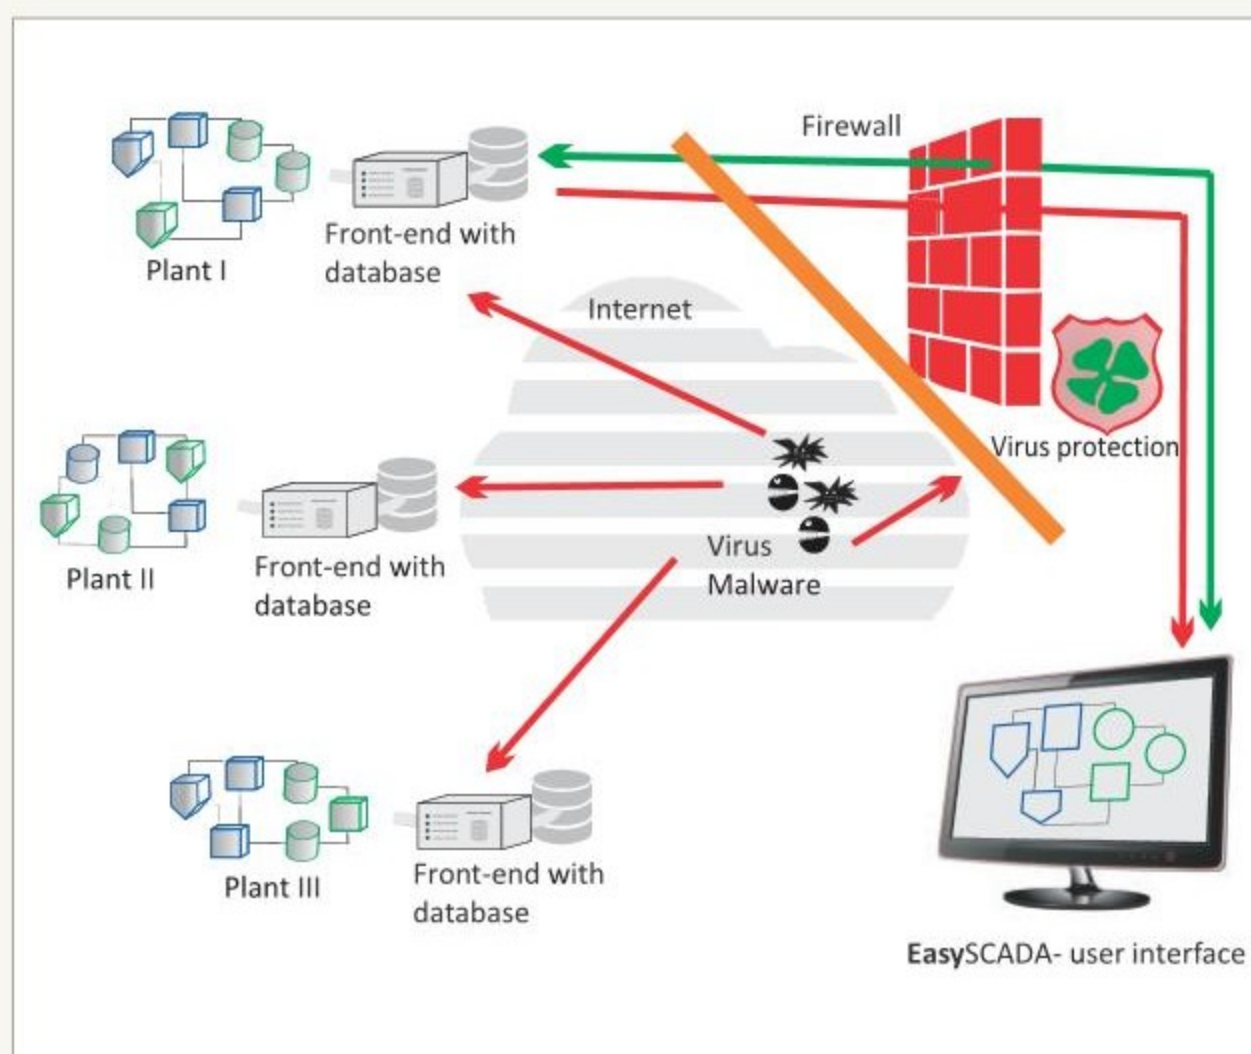 Firewall
Front-end with
database
Plant I
Internet
Virus protection
Front-end with
database
Plant II
Virus
Malware
Front-end with
database
Plant III
EasySCADA- user interface